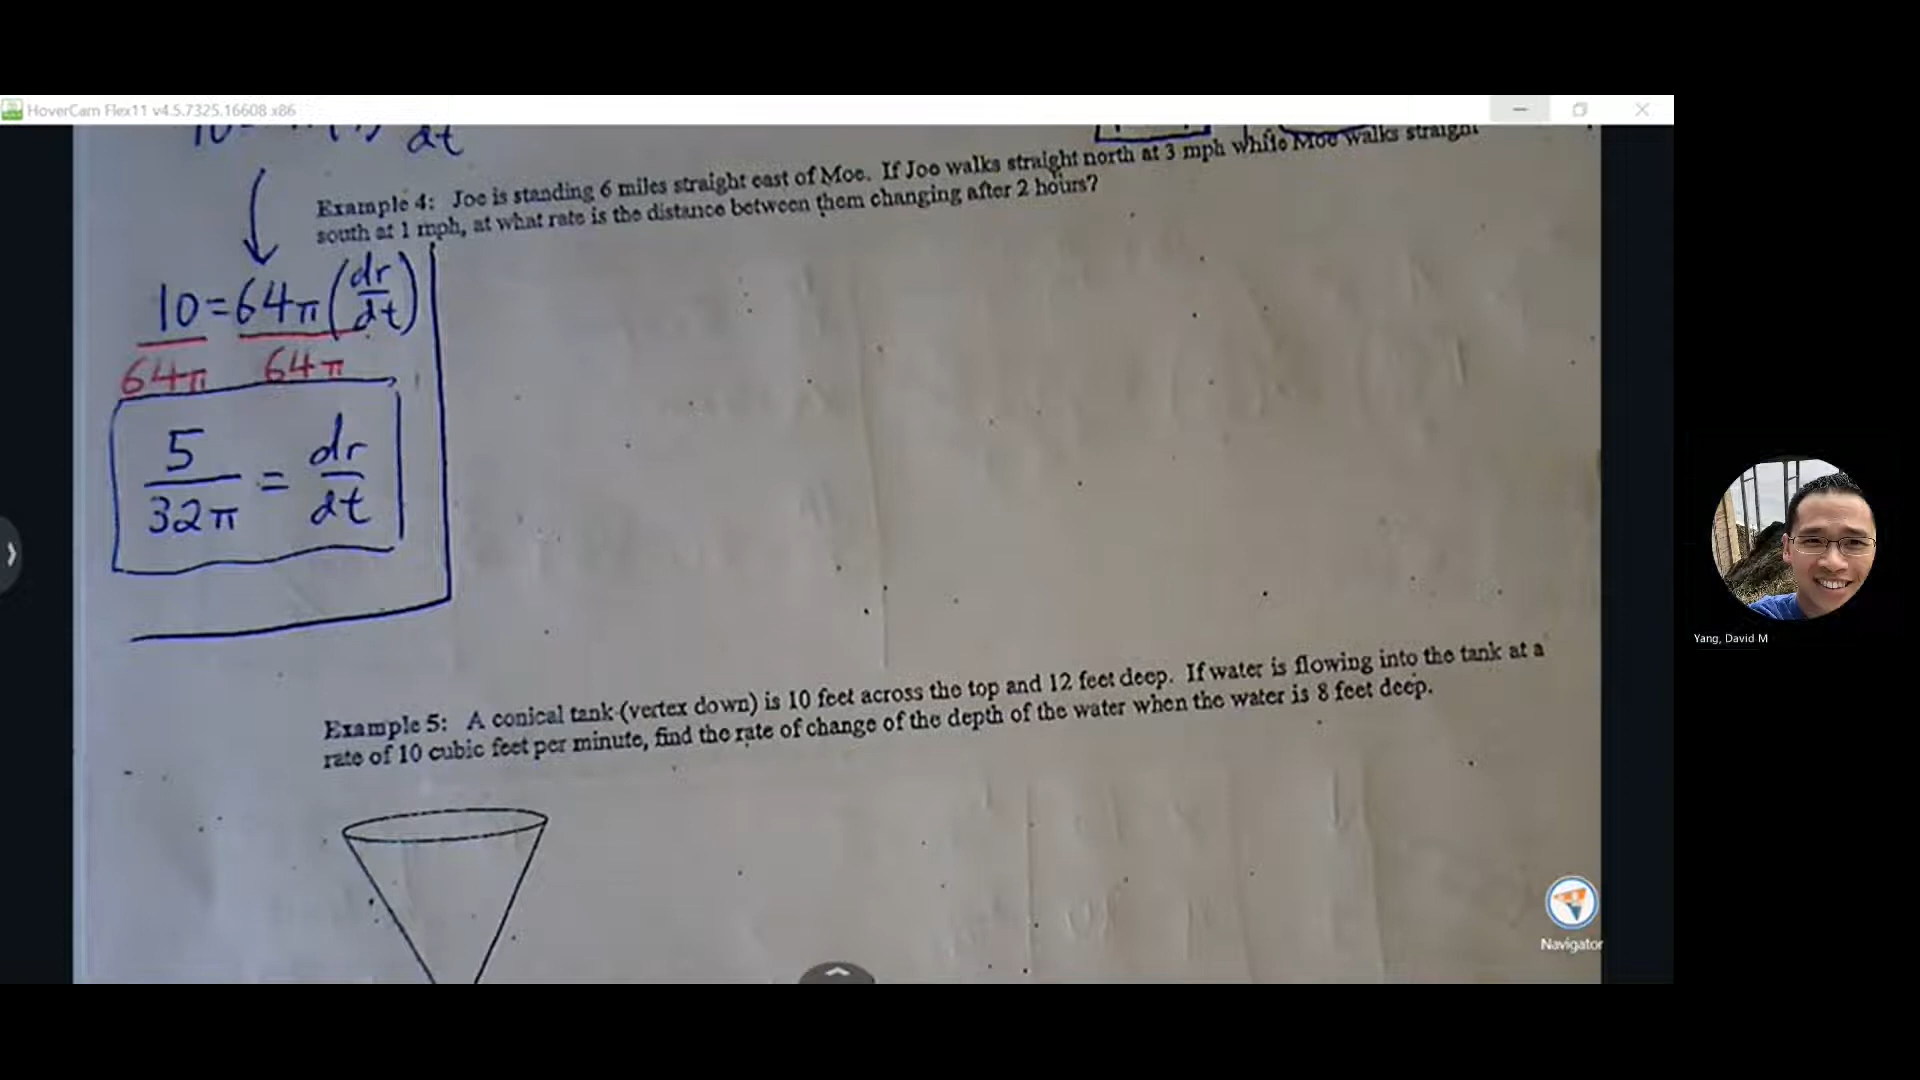 HoverCam Flex11 v4.5.7325.16608 x86
dt
Example 4: Joe is standing 6 miles straight east of Moe. If Joe walks straight north at 3 mph while Moe walks straight
south at 1 mph, at what rate is the distance between them changing after 2 hours?
10=64π(dr/dt)
64π 64π
5/32π = dr/dt
Example 5: A conical tank (vertex down) is 10 feet across the top and 12 feet deep. If water is flowing into the tank at a
rate of 10 cubic feet per minute, find the rate of change of the depth of the water when the water is 8 feet deep.
Navigator
Yang, David M